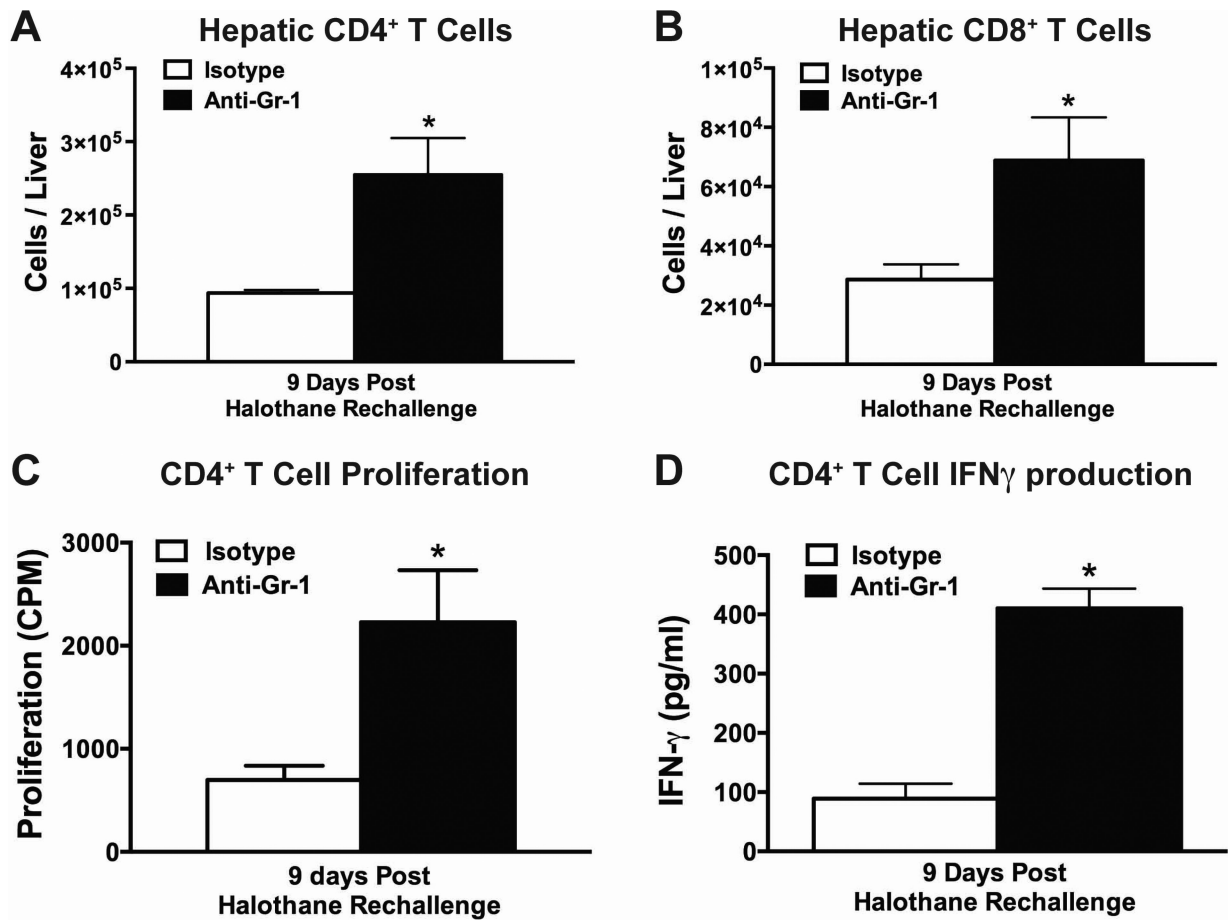 A Hepatic CD4⁺ T Cells
4×10⁵
3×10⁵
2×10⁵
1×10⁵
0
Cells / Liver
Isotype
Anti-Gr-1
*
9 Days Post
Halothane Rechallenge
B Hepatic CD8⁺ T Cells
1×10⁵
8×10⁴
6×10⁴
4×10⁴
2×10⁴
0
Cells / Liver
Isotype
Anti-Gr-1
*
9 Days Post
Halothane Rechallenge
C CD4⁺ T Cell Proliferation
3000
2000
1000
0
Proliferation (CPM)
Isotype
Anti-Gr-1
*
9 days Post
Halothane Rechallenge
D CD4⁺ T Cell IFNγ production
500
400
300
200
100
0
IFN-γ (pg/ml)
Isotype
Anti-Gr-1
*
9 Days Post
Halothane Rechallenge